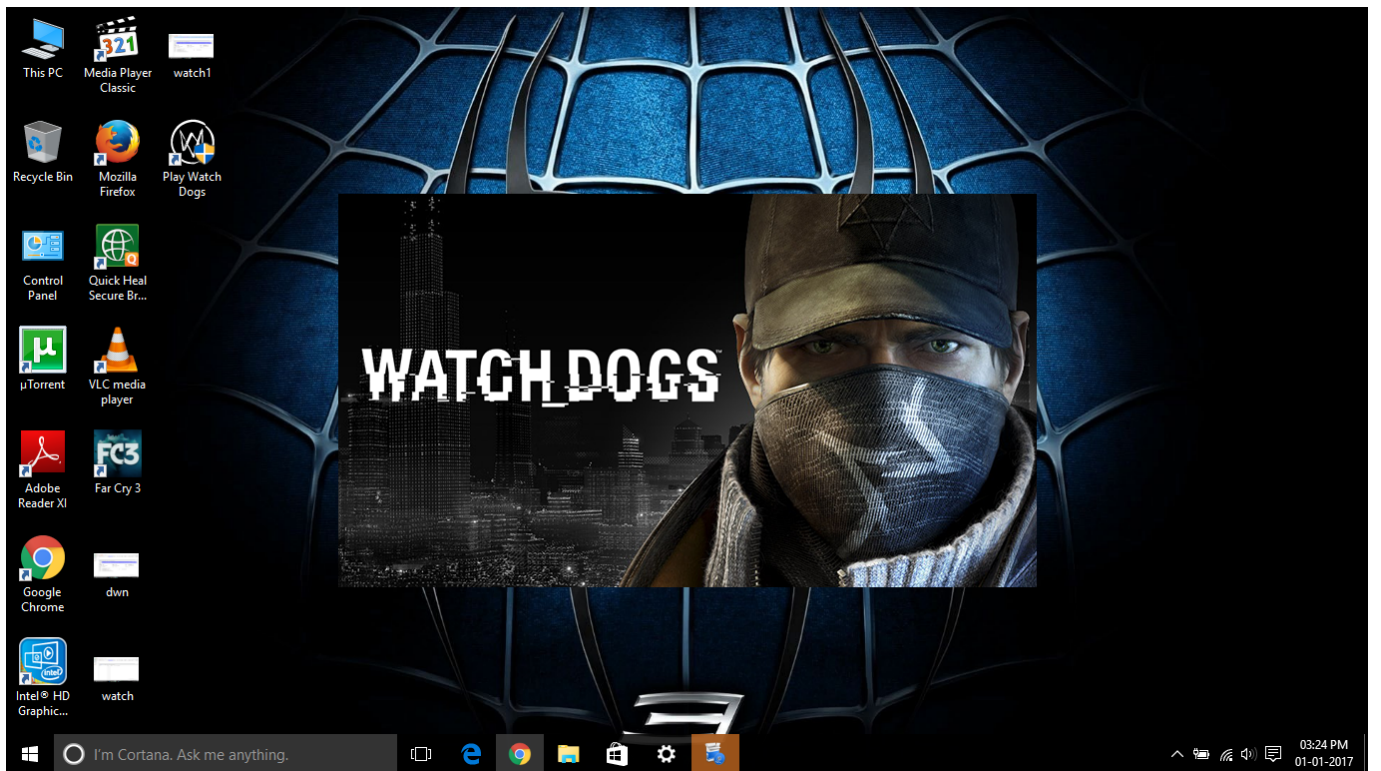 This PC
Media Player
Classic
321
watch1
Recycle Bin
Mozilla
Firefox
Play Watch
Dogs
Control
Panel
Quick Heal
Secure Br...
Q
µ
µTorrent
VLC media
player
Adobe
Reader XI
FC3
Far Cry 3
Google
Chrome
dwn
intel
Intel® HD
Graphic...
watch
WATCH_DOGS™
3
I'm Cortana. Ask me anything.
03:24 PM
01-01-2017